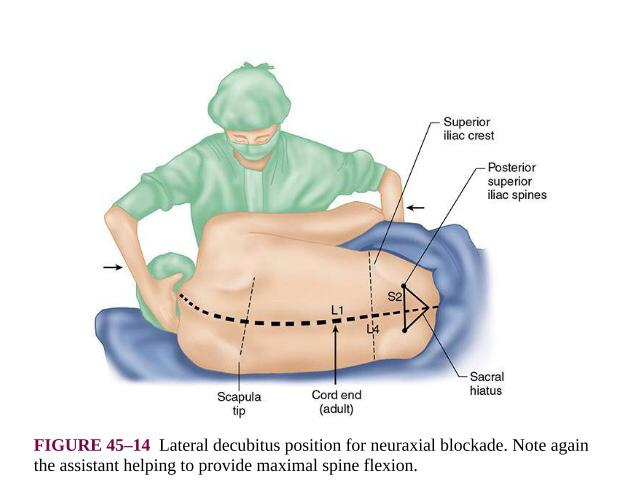 Superior
iliac crest
Posterior
superior
iliac spines
S2
L1
L4
Sacral
hiatus
Scapula
tip
Cord end
(adult)
FIGURE 45–14 Lateral decubitus position for neuraxial blockade. Note again
the assistant helping to provide maximal spine flexion.